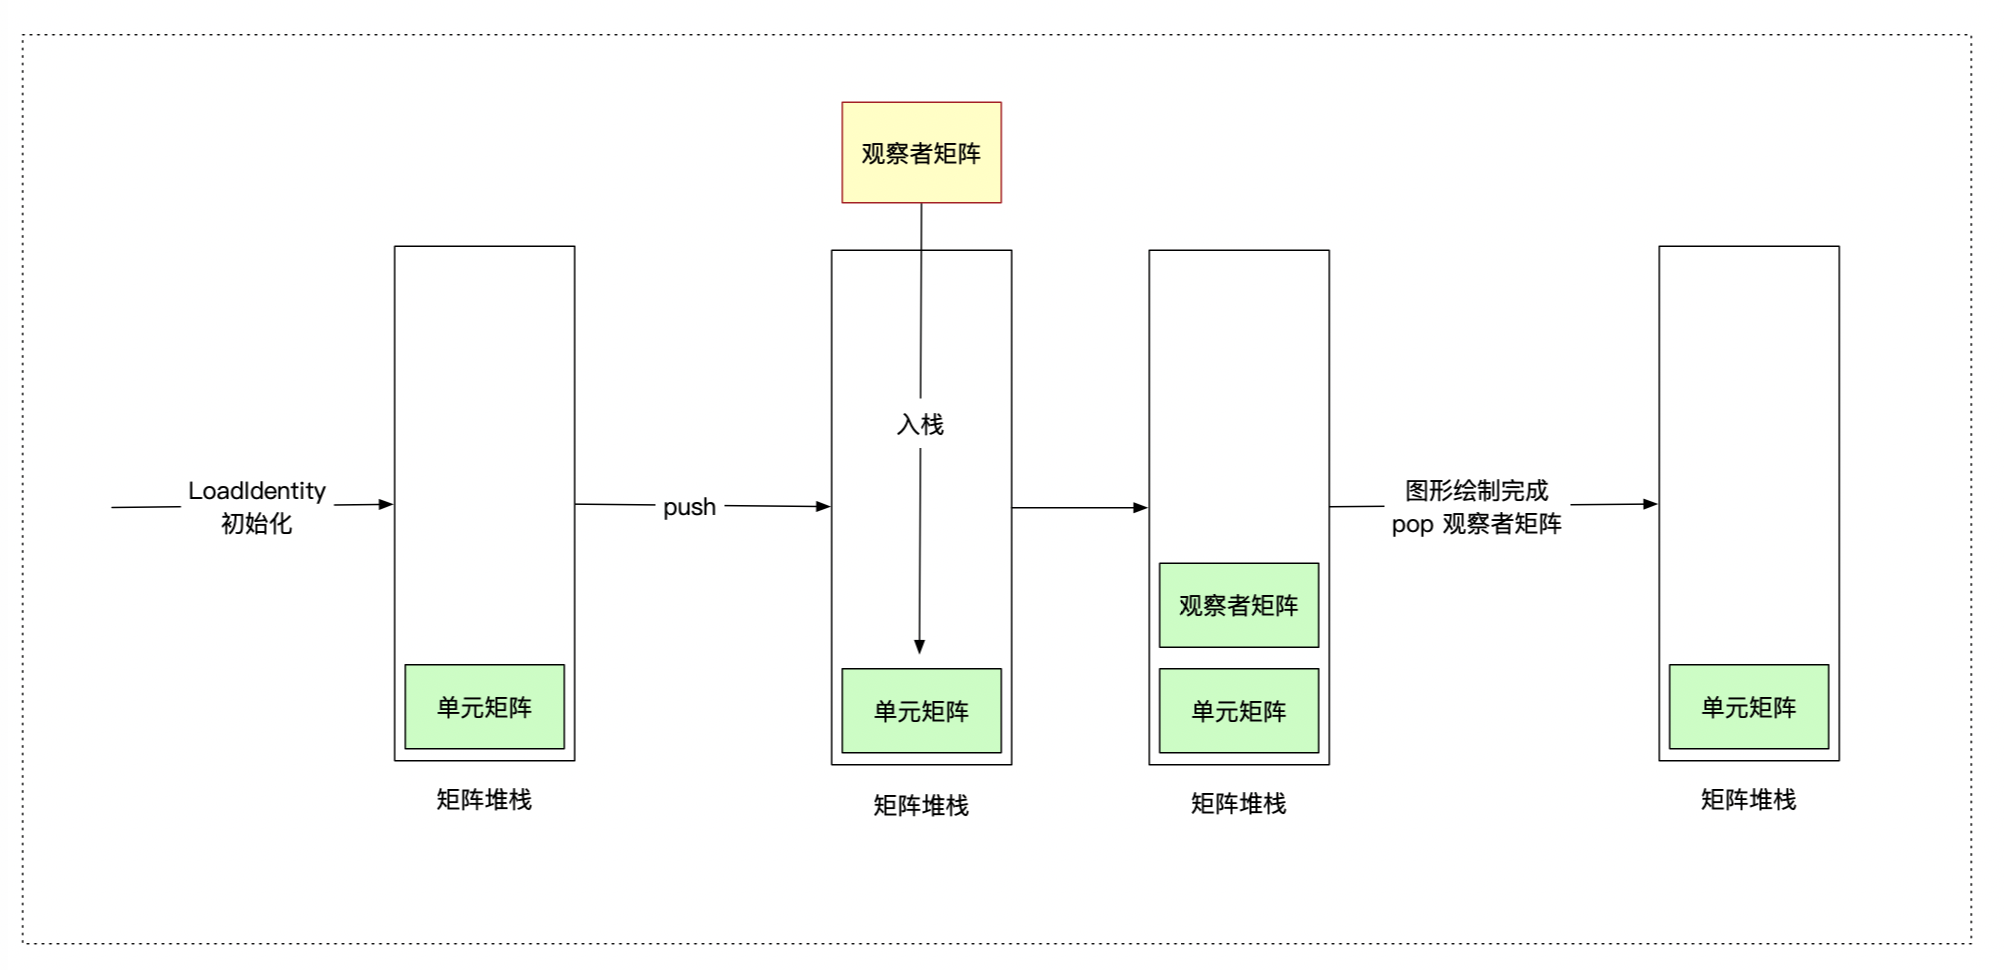 观察者矩阵
入栈
LoadIdentity
初始化
push
图形绘制完成
pop 观察者矩阵
观察者矩阵
单元矩阵
单元矩阵
单元矩阵
单元矩阵
矩阵堆栈
矩阵堆栈
矩阵堆栈
矩阵堆栈